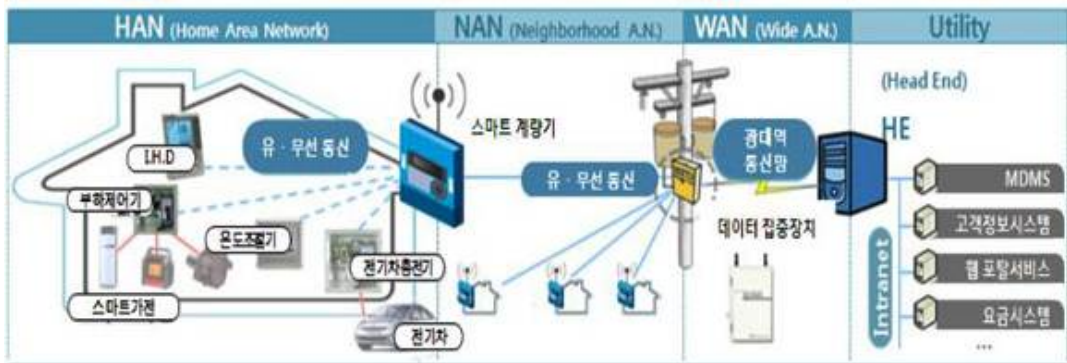 HAN (Home Area Network)
NAN (Neighborhood A.N.)
WAN (Wide A.N.)
Utility
I.H.D
부하제어기
온도조절기
스마트가전
전기차충전기
전기차
유 · 무선 통신
스마트 계량기
유 · 무선 통신
광대역
통신망
데이터 집중장치
(Head End)
HE
Intranet
MDMS
고객정보시스템
웹 포탈서비스
요금시스템
...